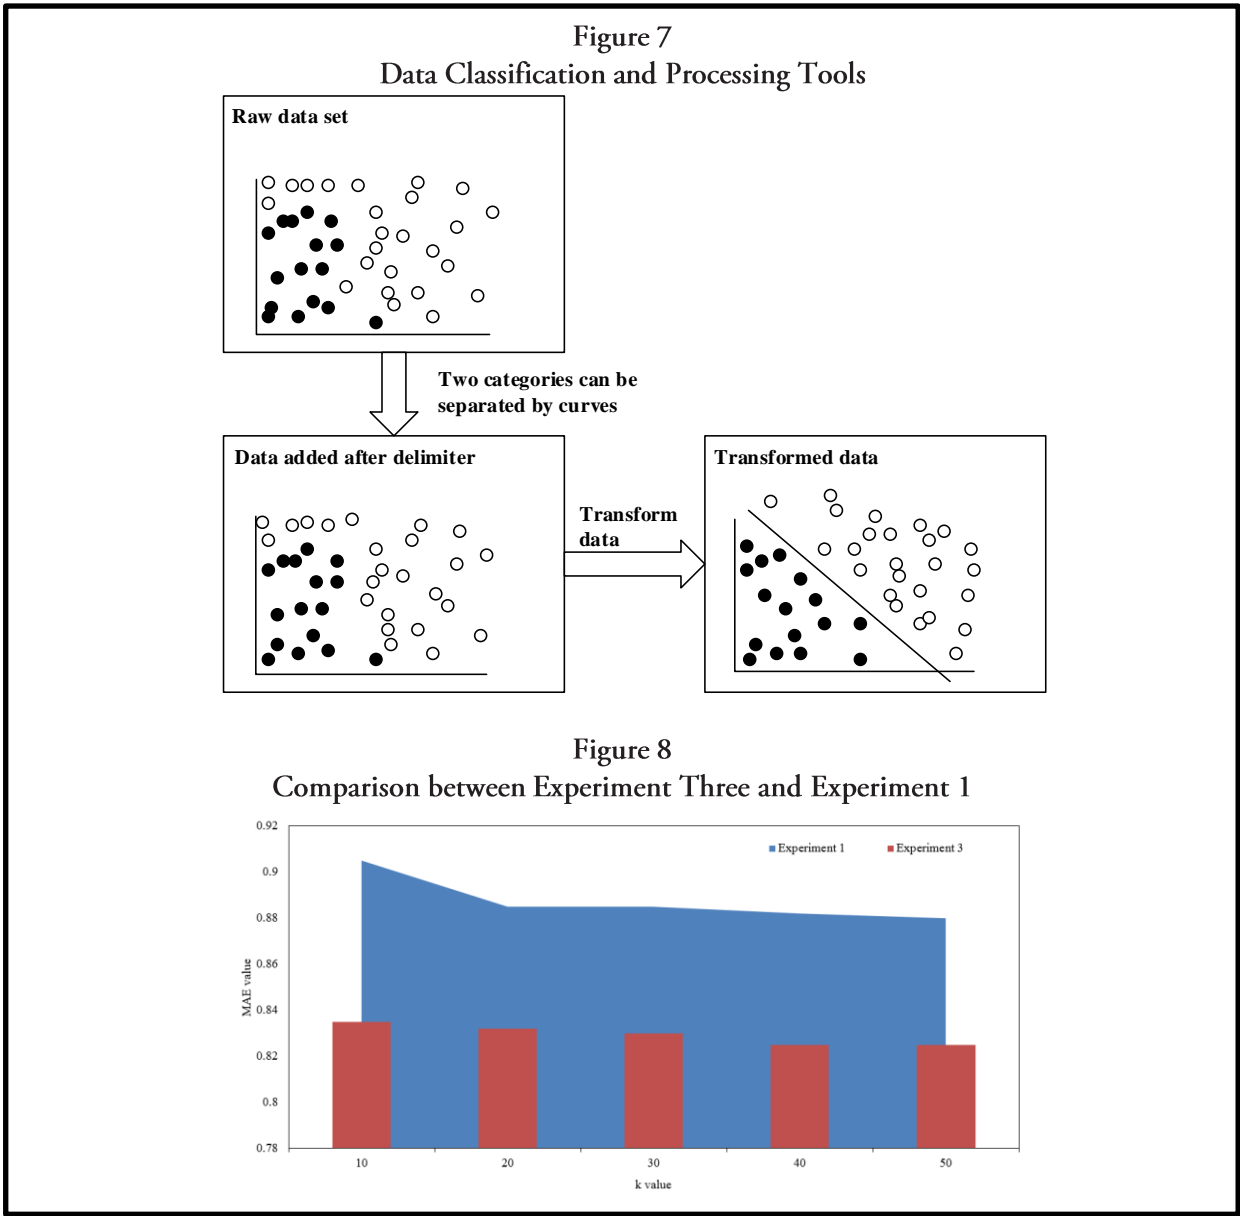 Figure 7
Data Classification and Processing Tools
Raw data set
Two categories can be
separated by curves
Data added after delimiter
Transform
data
Transformed data
Figure 8
Comparison between Experiment Three and Experiment 1
0.92
0.9
0.88
0.86
0.84
0.82
0.8
0.78
MAE value
Experiment 1
Experiment 3
10
20
30
40
50
k value